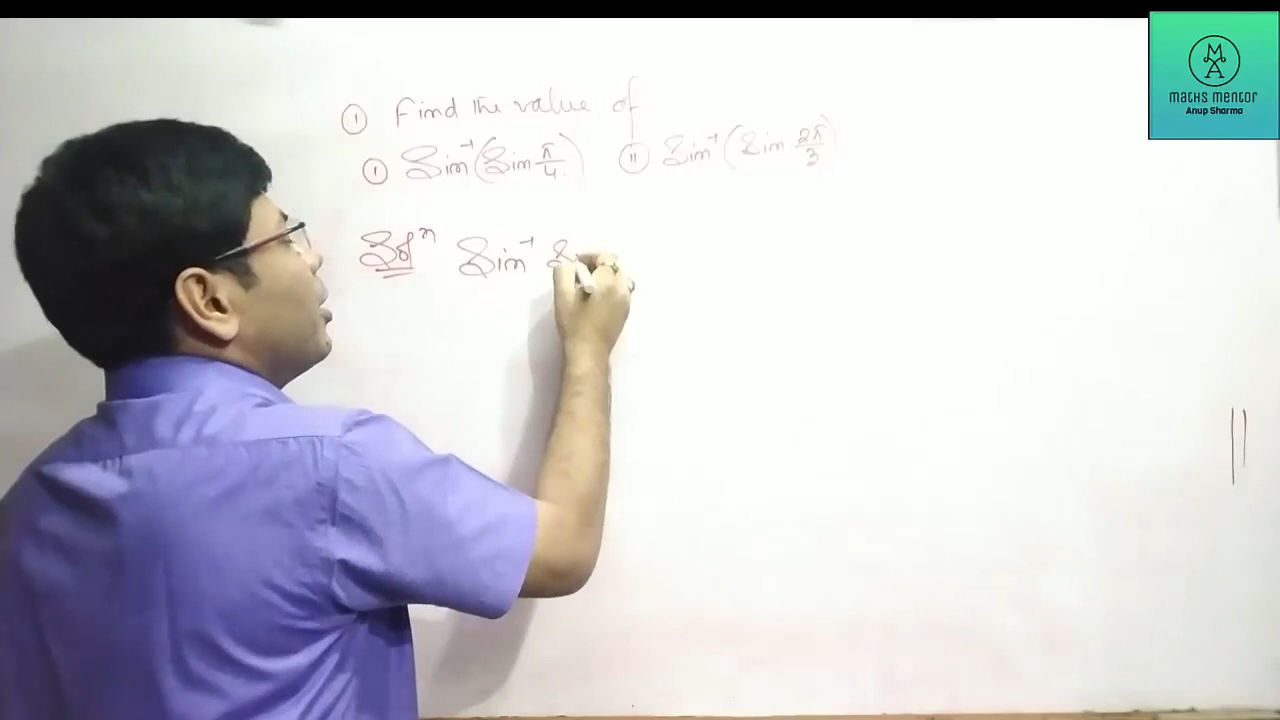 ① Find the value of
① Sin⁻¹(Sin π/4) ⑪ Sin⁻¹(Sin 2π/3)
Solⁿ Sin⁻¹ S
MA
Maths Mentor
Anup Sharma